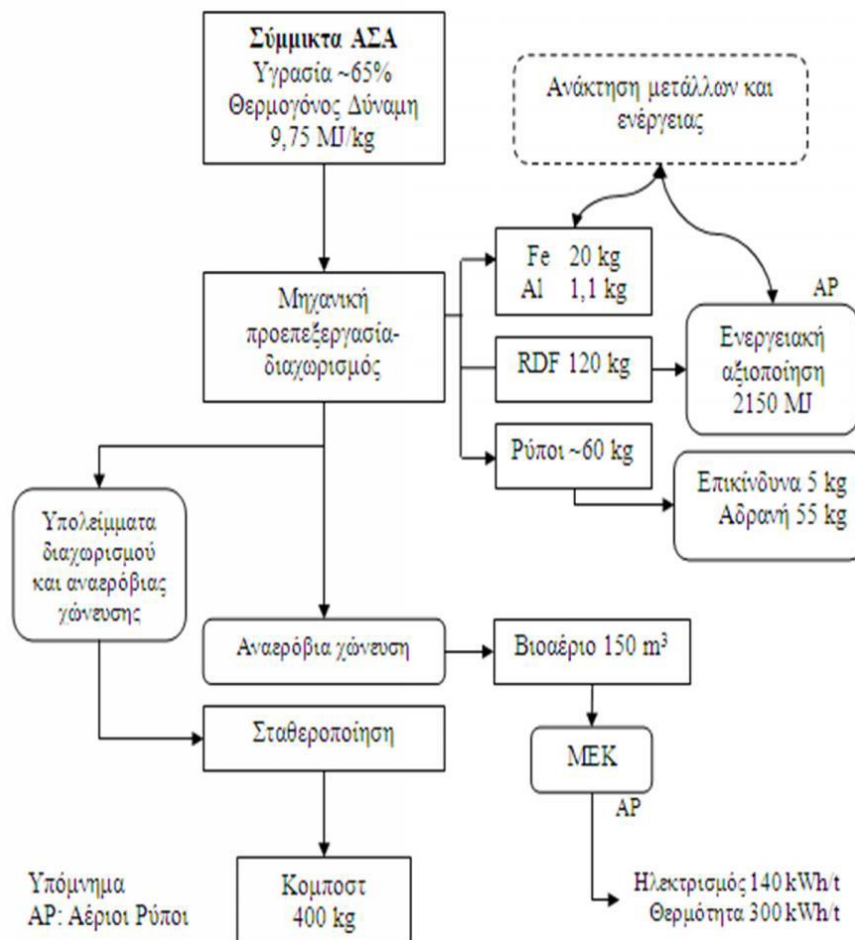 Σύμμικτα ΑΣΑ
Υγρασία ~65%
Θερμογόνος Δύναμη
9,75 MJ/kg
Ανάκτηση μετάλλων και
ενέργειας
Μηχανική
προεπεξεργασία-
διαχωρισμός
Fe 20 kg
Al 1,1 kg
RDF 120 kg
Ρύποι ~60 kg
ΑΡ
Ενεργειακή
αξιοποίηση
2150 MJ
Επικίνδυνα 5 kg
Αδρανή 55 kg
Υπολείμματα
διαχωρισμού
και αναερόβιας
χώνευσης
Αναερόβια χώνευση
Βιοαέριο 150 m³
Σταθεροποίηση
ΜΕΚ
ΑΡ
Κομποστ
400 kg
Ηλεκτρισμός 140 kWh/t
Θερμότητα 300 kWh/t
Υπόμνημα
ΑΡ: Αέριοι Ρύποι